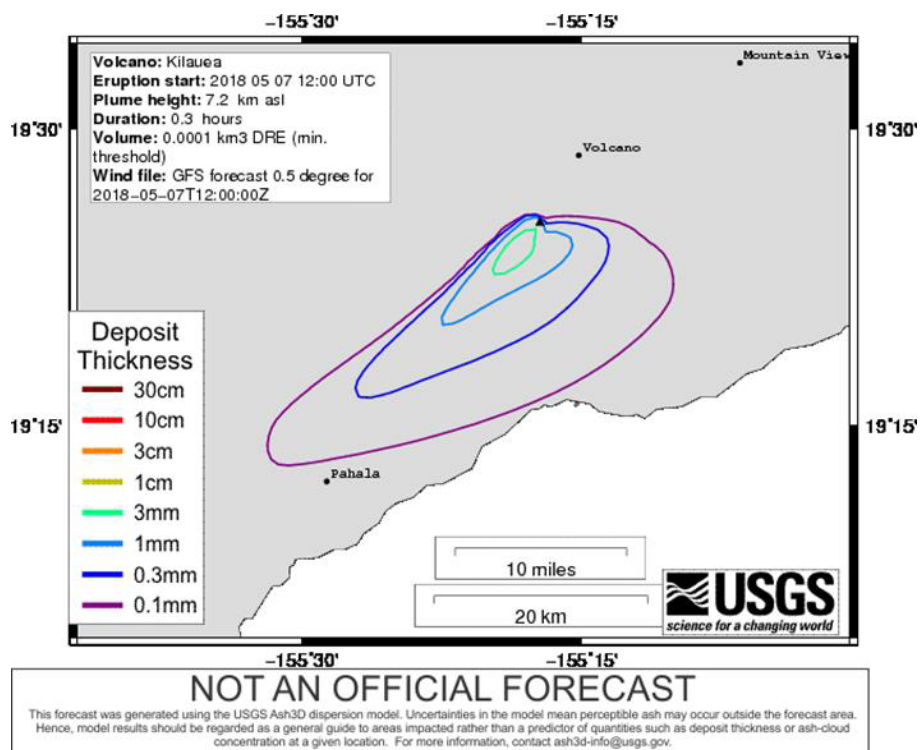 -155˚30' -155˚15'
Mountain View
Volcano: Kilauea
Eruption start: 2018 05 07 12:00 UTC
Plume height: 7.2 km asl
Duration: 0.3 hours
Volume: 0.0001 km3 DRE (min.
threshold)
Wind file: GFS forecast 0.5 degree for
2018-05-07T12:00:00Z
19˚30' 19˚30'
Volcano
Deposit
Thickness
30cm
10cm
3cm
1cm
3mm
1mm
0.3mm
0.1mm
19˚15' 19˚15'
Pahala
10 miles
20 km
USGS
science for a changing world
-155˚30' -155˚15'
NOT AN OFFICIAL FORECAST
This forecast was generated using the USGS Ash3D dispersion model. Uncertainties in the model mean perceptible ash may occur outside the forecast area.
Hence, model results should be regarded as a general guide to areas impacted rather than a predictor of quantities such as deposit thickness or ash-cloud
concentration at a given location. For more information, contact ash3d-info@usgs.gov.